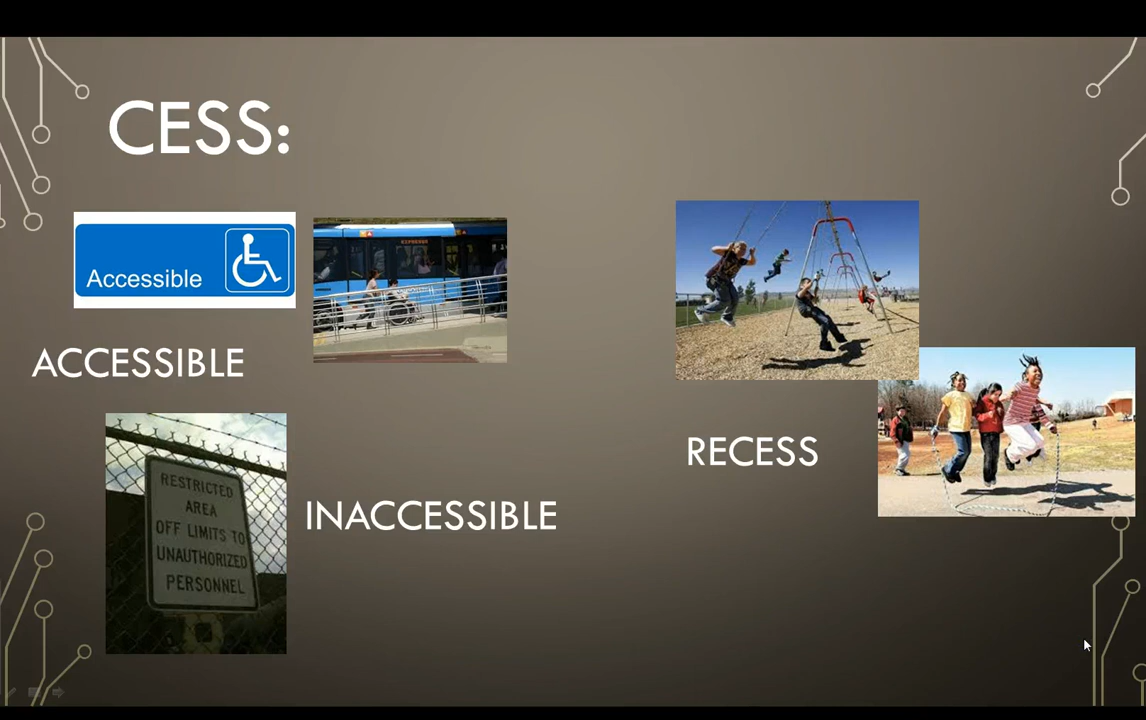 CESS:
Accessible
ACCESSIBLE
RESTRICTED
AREA
OFF LIMITS TO
UNAUTHORIZED
PERSONNEL
INACCESSIBLE
RECESS